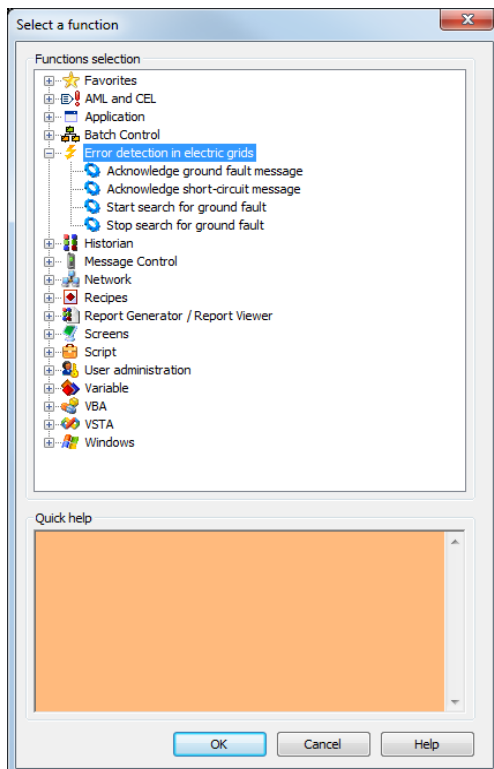 Select a function
Functions selection
Favorites
AML and CEL
Application
Batch Control
Error detection in electric grids
Acknowledge ground fault message
Acknowledge short-circuit message
Start search for ground fault
Stop search for ground fault
Historian
Message Control
Network
Recipes
Report Generator / Report Viewer
Screens
Script
User administration
Variable
VBA
VSTA
Windows
Quick help
OK Cancel Help